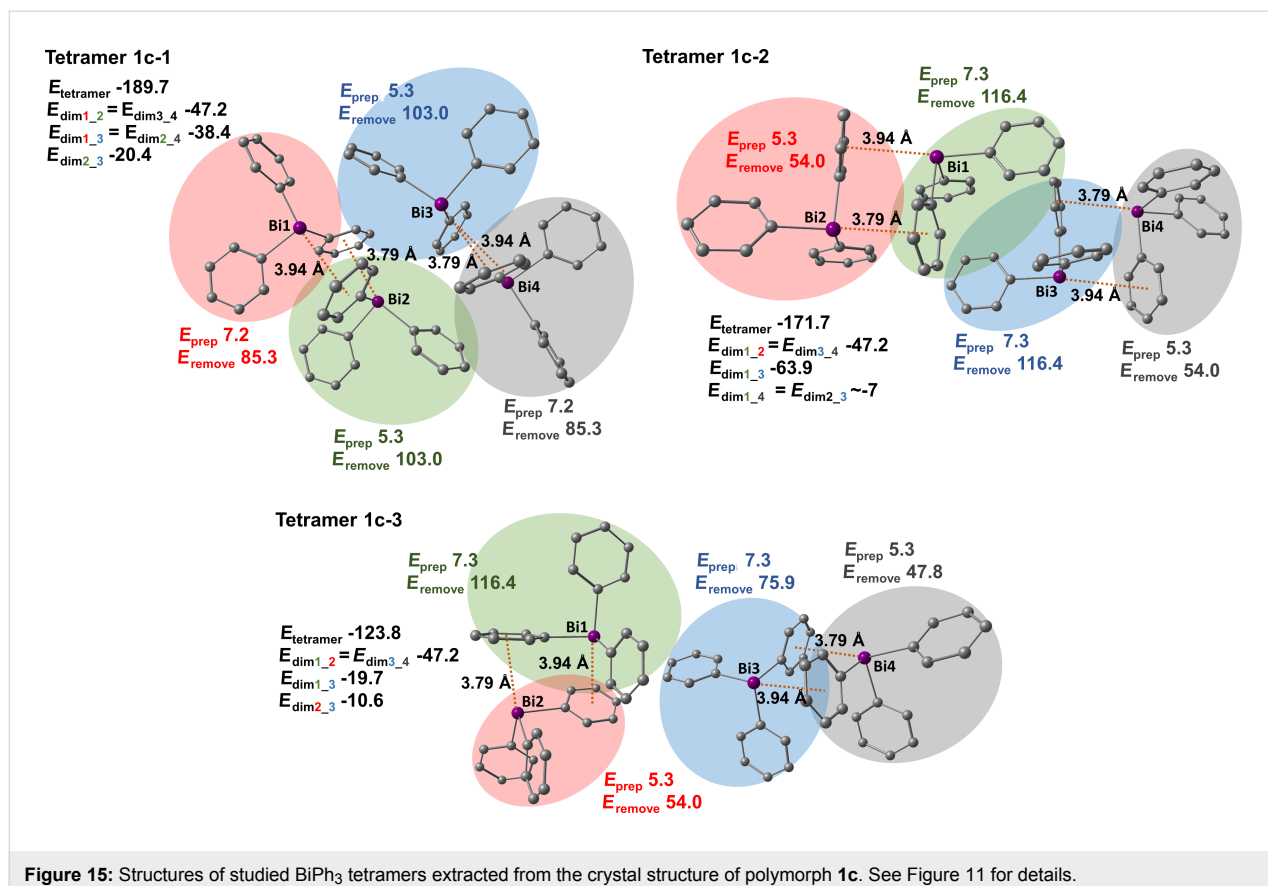 Tetramer 1c-1
Etetramer -189.7
Edim1_2 = Edim3_4 -47.2
Edim1_3 = Edim2_4 -38.4
Edim2_3 -20.4
Eprep 5.3
Eremove 103.0
Bi3
Bi1
3.79 Å
3.94 Å
3.94 Å
3.79 Å
Bi4
Bi2
Eprep 7.2
Eremove 85.3
Eprep 7.2
Eremove 85.3
Eprep 5.3
Eremove 103.0
Tetramer 1c-2
Eprep 7.3
Eremove 116.4
Eprep 5.3
Eremove 54.0
3.94 Å
Bi1
3.79 Å
Bi2
3.79 Å
Bi4
Bi3
3.94 Å
Etetramer -171.7
Edim1_2 = Edim3_4 -47.2
Edim1_3 -63.9
Edim1_4 = Edim2_3 ~-7
Eprep 7.3
Eremove 116.4
Eprep 5.3
Eremove 54.0
Tetramer 1c-3
Eprep 7.3
Eremove 116.4
Etetramer -123.8
Edim1_2 = Edim3_4 -47.2
Edim1_3 -19.7
Edim2_3 -10.6
Bi1
3.94 Å
3.79 Å
Bi2
Eprep 5.3
Eremove 54.0
Eprep 7.3
Eremove 75.9
Eprep 5.3
Eremove 47.8
3.79 Å
Bi4
Bi3
3.94 Å
Figure 15: Structures of studied BiPh3 tetramers extracted from the crystal structure of polymorph 1c. See Figure 11 for details.